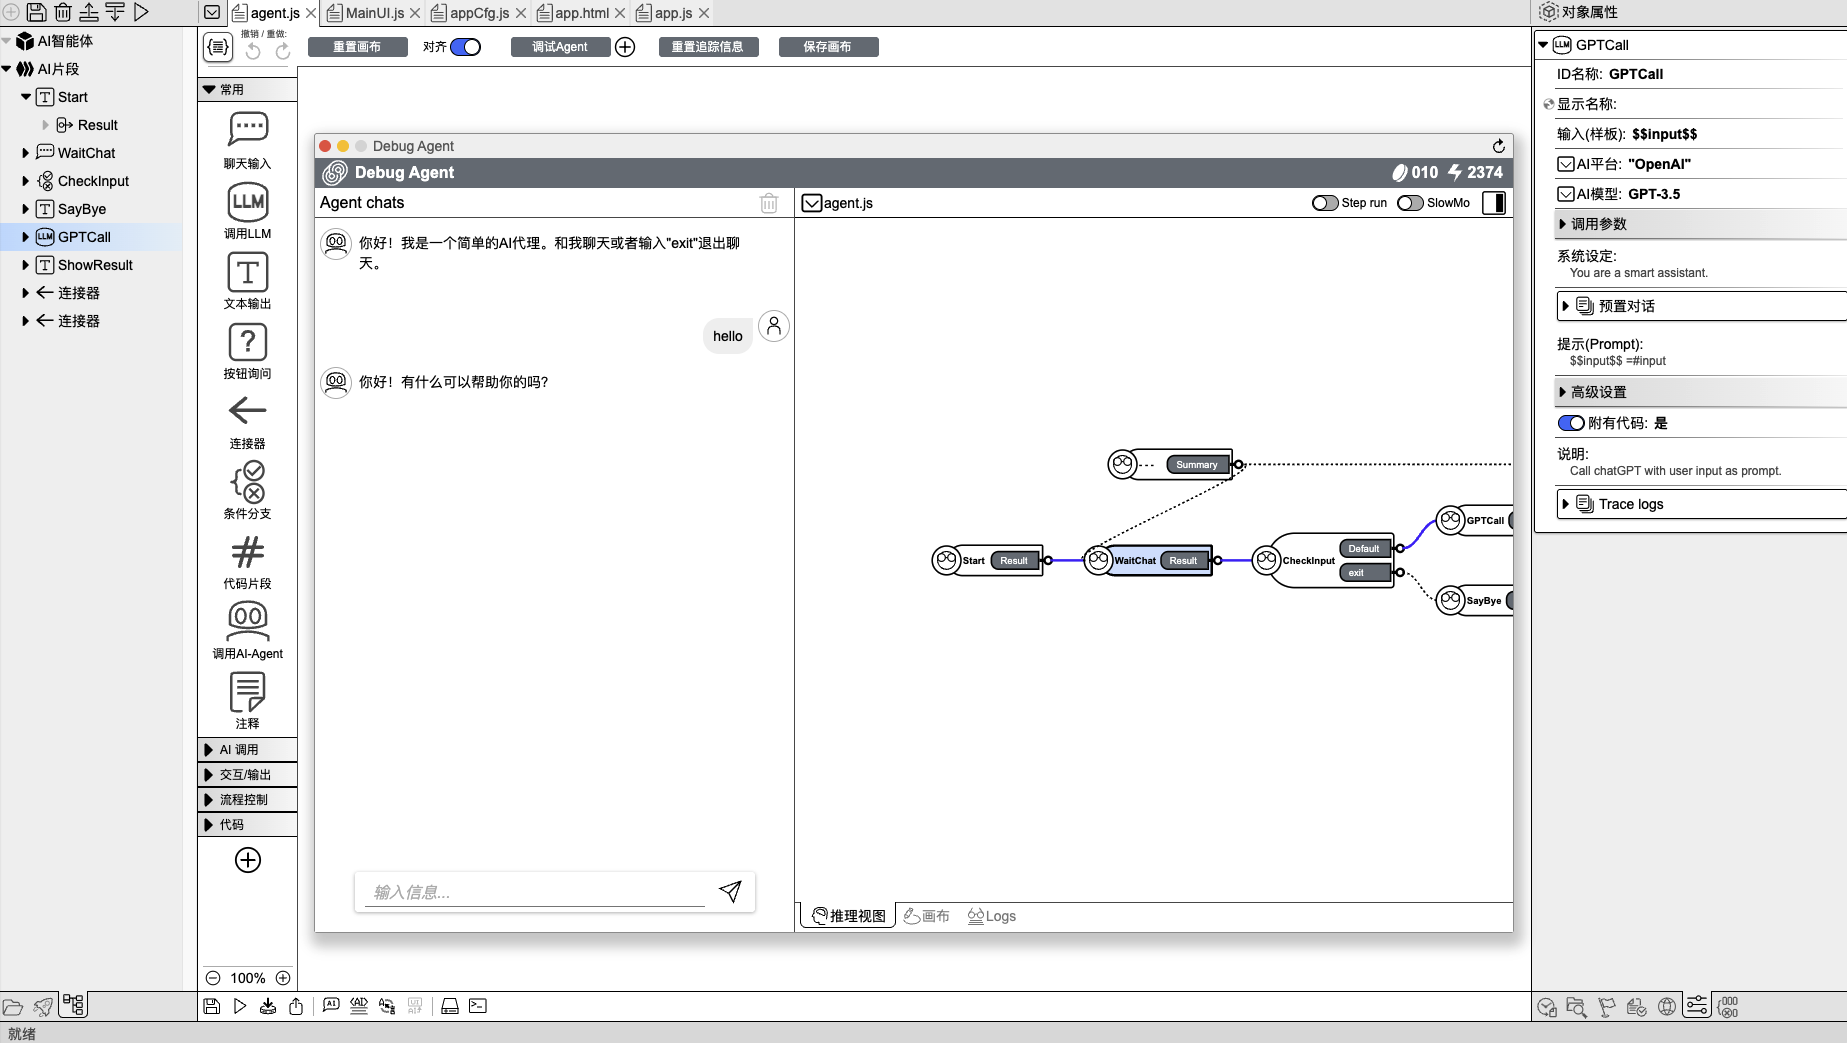 agent.js
MainUI.js
appCfg.js
app.html
app.js
对象属性
AI智能体
AI片段
Start
Result
WaitChat
CheckInput
SayBye
GPTCall
ShowResult
连接器
连接器
撤销 / 重做:
重置画布
对齐
调试Agent
重置追踪信息
保存画布
常用
聊天输入
LLM
调用LLM
文本输出
按钮询问
连接器
条件分支
代码片段
调用AI-Agent
注释
AI 调用
交互/输出
流程控制
代码
100%
Debug Agent
Debug Agent
010
2374
Agent chats
agent.js
Step run
SlowMo
你好！我是一个简单的AI代理。和我聊天或者输入"exit"退出聊
天。
hello
你好！有什么可以帮助你的吗?
输入信息...
Summary
Start
Result
WaitChat
Result
CheckInput
Default
exit
GPTCall
SayBye
推理视图
画布
Logs
GPTCall
ID名称: GPTCall
显示名称:
输入(样板): $$input$$
AI平台: "OpenAI"
AI模型: GPT-3.5
调用参数
系统设定:
You are a smart assistant.
预置对话
提示(Prompt):
$$input$$ =#input
高级设置
附有代码: 是
说明:
Call chatGPT with user input as prompt.
Trace logs
就绪